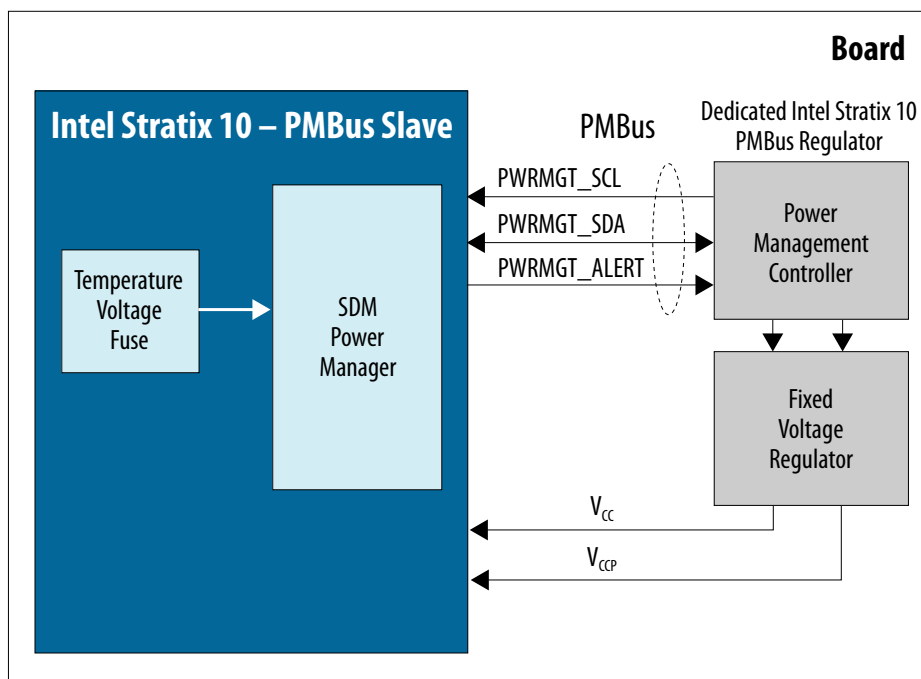 Board
Intel Stratix 10 – PMBus Slave
PMBus
Dedicated Intel Stratix 10
PMBus Regulator
PWRMGT_SCL
PWRMGT_SDA
PWRMGT_ALERT
Temperature
Voltage
Fuse
SDM
Power
Manager
Power
Management
Controller
Fixed
Voltage
Regulator
VCC
VCCP